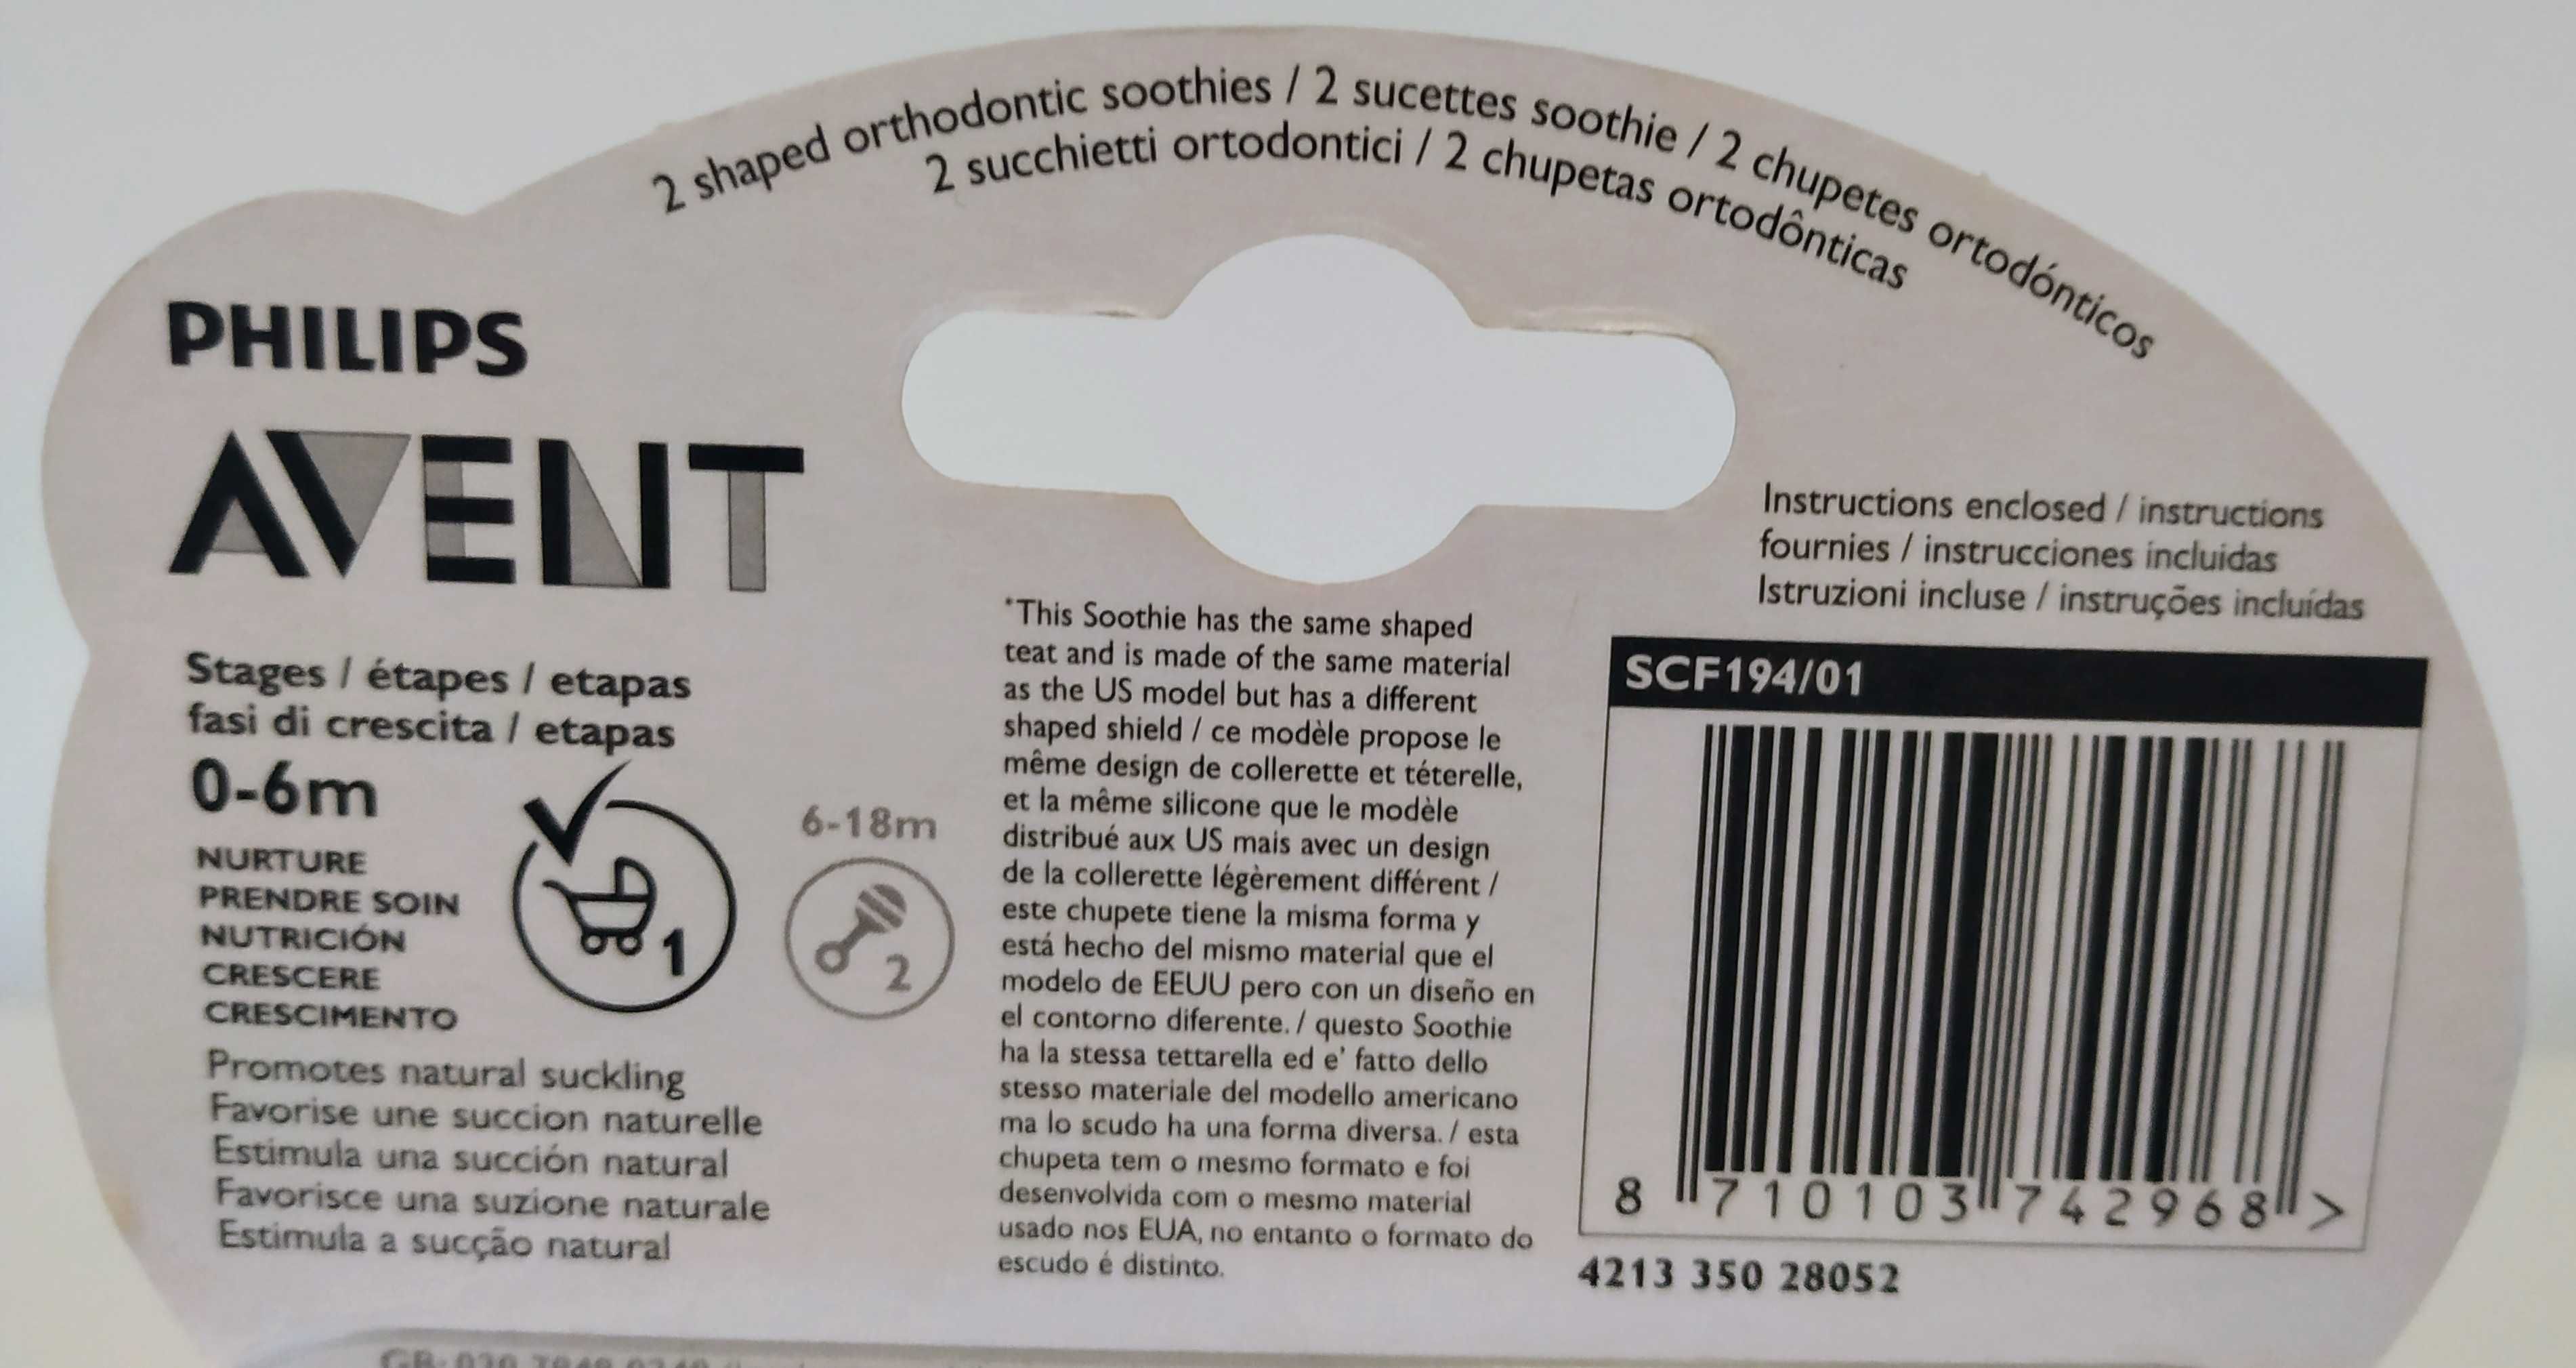 2 shaped orthodontic soothies / 2 sucettes soothie / 2 chupetes ortodónticos
2 succhietti ortodontici / 2 chupetas ortodônticas
PHILIPS
AVENT
Stages / étapes / etapas
fasi di crescita / etapas
0-6m
NURTURE
PRENDRE SOIN
NUTRICIÓN
CRESCERE
CRESCIMENTO
1
6-18m
2
Promotes natural suckling
Favorise une succion naturelle
Estimula una succión natural
Favorisce una suzione naturale
Estimula a sucção natural
*This Soothie has the same shaped
teat and is made of the same material
as the US model but has a different
shaped shield / ce modèle propose le
même design de collerette et téterelle,
et la même silicone que le modèle
distribué aux US mais avec un design
de la collerette légèrement différent /
este chupete tiene la misma forma y
está hecho del mismo material que el
modelo de EEUU pero con un diseño en
el contorno diferente. / questo Soothie
ha la stessa tettarella ed e' fatto dello
stesso materiale del modello americano
ma lo scudo ha una forma diversa. / esta
chupeta tem o mesmo formato e foi
desenvolvida com o mesmo material
usado nos EUA, no entanto o formato do
escudo é distinto.
Instructions enclosed / instructions
fournies / instrucciones incluidas
Istruzioni incluse / instruções incluídas
SCF194/01
8 710103 742968 >
4213 350 28052